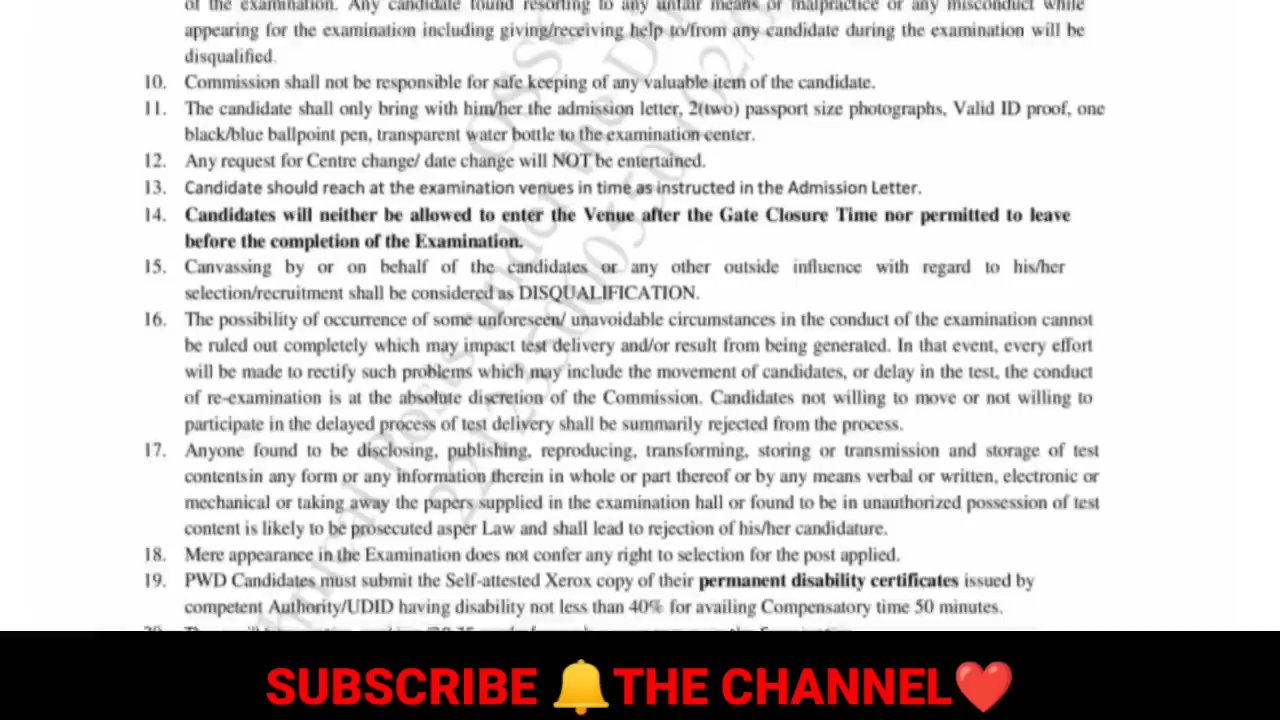 of the examination. Any candidate found resorting to any unfair means or malpractice or any misconduct while
appearing for the examination including giving/receiving help to/from any candidate during the examination will be
disqualified.
10. Commission shall not be responsible for safe keeping of any valuable item of the candidate.
11. The candidate shall only bring with him/her the admission letter, 2(two) passport size photographs, Valid ID proof, one
black/blue ballpoint pen, transparent water bottle to the examination center.
12. Any request for Centre change/ date change will NOT be entertained.
13. Candidate should reach at the examination venues in time as instructed in the Admission Letter.
14. Candidates will neither be allowed to enter the Venue after the Gate Closure Time nor permitted to leave
before the completion of the Examination.
15. Canvassing by or on behalf of the candidates or any other outside influence with regard to his/her
selection/recruitment shall be considered as DISQUALIFICATION.
16. The possibility of occurrence of some unforeseen/ unavoidable circumstances in the conduct of the examination cannot
be ruled out completely which may impact test delivery and/or result from being generated. In that event, every effort
will be made to rectify such problems which may include the movement of candidates, or delay in the test, the conduct
of re-examination is at the absolute discretion of the Commission. Candidates not willing to move or not willing to
participate in the delayed process of test delivery shall be summarily rejected from the process.
17. Anyone found to be disclosing, publishing, reproducing, transforming, storing or transmission and storage of test
contentsin any form or any information therein in whole or part thereof or by any means verbal or written, electronic or
mechanical or taking away the papers supplied in the examination hall or found to be in unauthorized possession of test
content is likely to be prosecuted asper Law and shall lead to rejection of his/her candidature.
18. Mere appearance in the Examination does not confer any right to selection for the post applied.
19. PWD Candidates must submit the Self-attested Xerox copy of their permanent disability certificates issued by
competent Authority/UDID having disability not less than 40% for availing Compensatory time 50 minutes.
SUBSCRIBE 🔔THE CHANNEL❤️